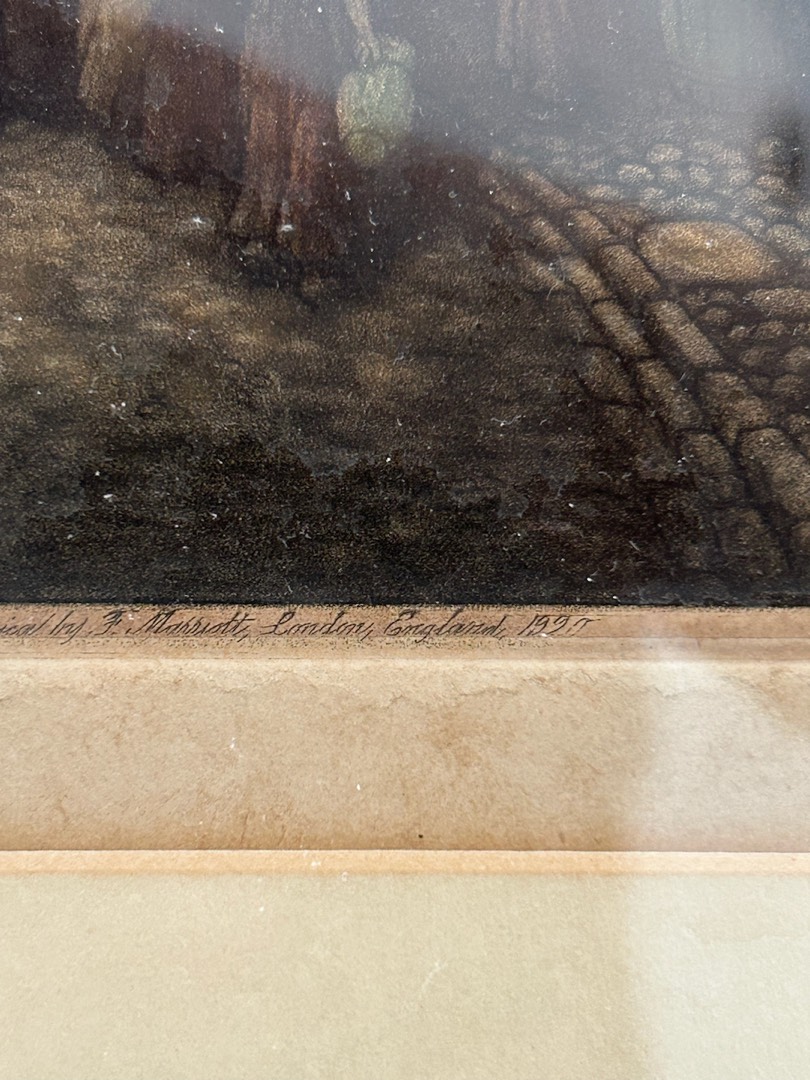 by F. Marriott, London, England, 1927